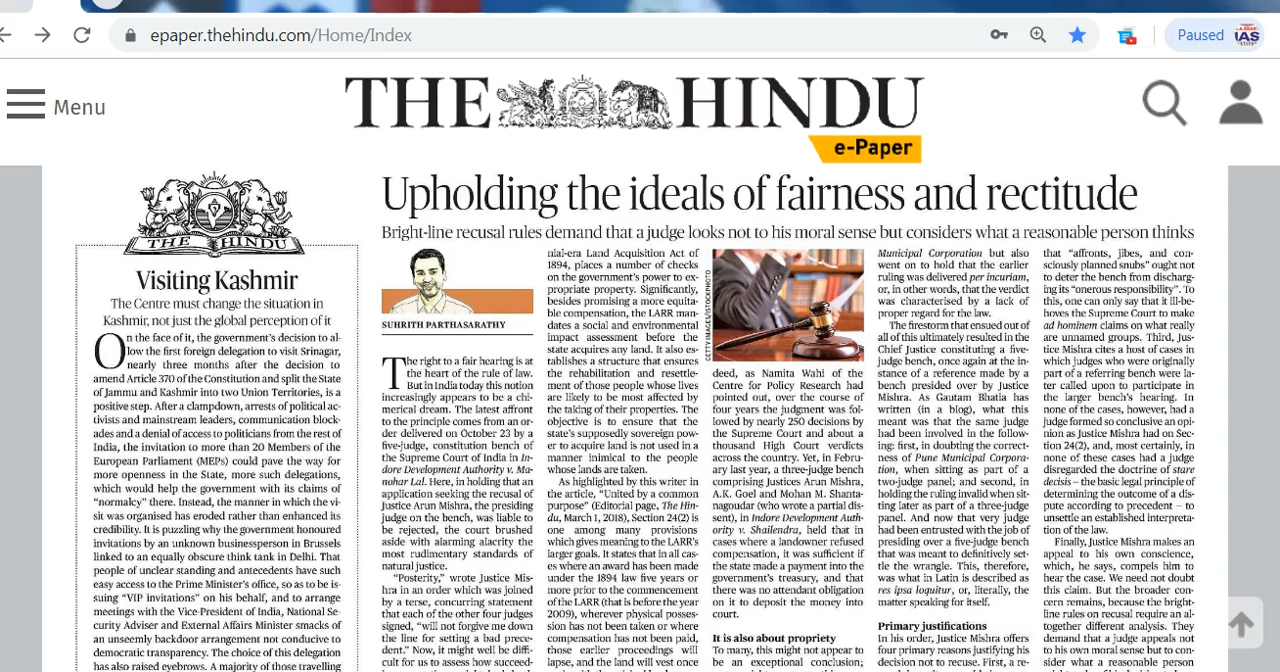 epaper.thehindu.com/Home/Index
Paused
IAS
Menu
THE HINDU
e-Paper
THE HINDU
Visiting Kashmir
The Centre must change the situation in
Kashmir, not just the global perception of it
On the face of it, the government's decision to al-
low the first foreign delegation to visit Srinagar,
nearly three months after the decision to
amend Article 370 of the Constitution and split the State
of Jammu and Kashmir into two Union Territories, is a
positive step. After a clampdown, arrests of political ac-
tivists and mainstream leaders, communication block-
ades and a denial of access to politicians from the rest of
India, the invitation to more than 20 Members of the
European Parliament (MEPs) could pave the way for
more openness in the State, more such delegations,
which would help the government with its claims of
"normalcy" there. Instead, the manner in which the vi-
sit was organised has eroded rather than enhanced its
credibility. It is puzzling why the government honoured
invitations by an unknown businessperson in Brussels
linked to an equally obscure think tank in Delhi. That
people of unclear standing and antecedents have such
easy access to the Prime Minister's office, so as to be is-
suing "VIP invitations" on his behalf, and to arrange
meetings with the Vice-President of India, National Se-
curity Adviser and External Affairs Minister smacks of
an unseemly backdoor arrangement not conducive to
democratic transparency. The choice of this delegation
has also raised eyebrows. A majority of those travelling
Upholding the ideals of fairness and rectitude
Bright-line recusal rules demand that a judge looks not to his moral sense but considers what a reasonable person thinks
SUHRITH PARTHASARATHY
The right to a fair hearing is at
the heart of the rule of law.
But in India today this notion
increasingly appears to be a chi-
merical dream. The latest affront
to the principle comes from an or-
der delivered on October 23 by a
five-judge, constitution bench of
the Supreme Court of India in In-
dore Development Authority v. Ma-
nohar Lal. Here, in holding that an
application seeking the recusal of
Justice Arun Mishra, the presiding
judge on the bench, was liable to
be rejected, the court brushed
aside with alarming alacrity the
most rudimentary standards of
natural justice.
"Posterity," wrote Justice Mis-
hra in an order which was joined
by a terse, concurring statement
that each of the other four judges
signed, "will not forgive me down
the line for setting a bad prece-
dent." Now, it might well be diffi-
cult for us to assess how succeed-
nial-era Land Acquisition Act of
1894, places a number of checks
on the government's power to ex-
propriate property. Significantly,
besides promising a more equita-
ble compensation, the LARR man-
dates a social and environmental
impact assessment before the
state acquires any land. It also es-
tablishes a structure that ensures
the rehabilitation and resettle-
ment of those people whose lives
are likely to be most affected by
the taking of their properties. The
objective is to ensure that the
state's supposedly sovereign pow-
er to acquire land is not used in a
manner inimical to the people
whose lands are taken.
As highlighted by this writer in
the article, "United by a common
purpose" (Editorial page, The Hin-
du, March 1, 2018), Section 24(2) is
one among many provisions
which gives meaning to the LARR's
larger goals. It states that in all cas-
es where an award has been made
under the 1894 law five years or
more prior to the commencement
of the LARR (that is before the year
2009), wherever physical posses-
sion has not been taken or where
compensation has not been paid,
those earlier proceedings will
lapse, and the land will vest once
GETTY IMAGES/ISTOCKPHOTO
deed, as Namita Wahi of the
Centre for Policy Research had
pointed out, over the course of
four years the judgment was fol-
lowed by nearly 250 decisions by
the Supreme Court and about a
thousand High Court verdicts
across the country. Yet, in Febru-
ary last year, a three-judge bench
comprising Justices Arun Mishra,
A.K. Goel and Mohan M. Shanta-
nagoudar (who wrote a partial dis-
sent), in Indore Development Auth-
ority v. Shailendra, held that in
cases where a landowner refused
compensation, it was sufficient if
the state made a payment into the
government's treasury, and that
there was no attendant obligation
on it to deposit the money into
court.
It is also about propriety
To many, this might not appear to
be an exceptional conclusion;
Municipal Corporation but also
went on to hold that the earlier
ruling was delivered per incuriam,
or, in other words, that the verdict
was characterised by a lack of
proper regard for the law.
The firestorm that ensued out of
all of this ultimately resulted in the
Chief Justice constituting a five-
judge bench, once again at the in-
stance of a reference made by a
bench presided over by Justice
Mishra. As Gautam Bhatia has
written (in a blog), what this
meant was that the same judge
had been involved in the follow-
ing: first, in doubting the correct-
ness of Pune Municipal Corpora-
tion, when sitting as part of a
two-judge panel; and second, in
holding the ruling invalid when sit-
ting later as part of a three-judge
panel. And now that very judge
had been entrusted with the job of
presiding over a five-judge bench
that was meant to definitively set-
tle the wrangle. This, therefore,
was what in Latin is described as
res ipsa loquitur, or, literally, the
matter speaking for itself.
Primary justifications
In his order, Justice Mishra offers
four primary reasons justifying his
decision not to recuse. First, a re-
that "affronts, jibes, and con-
sciously planned snubs" ought not
to deter the bench from discharg-
ing its "onerous responsibility". To
this, one can only say that it ill-be-
hoves the Supreme Court to make
ad hominem claims on what really
are unnamed groups. Third, Jus-
tice Mishra cites a host of cases in
which judges who were originally
part of a referring bench were la-
ter called upon to participate in
the larger bench's hearing. In
none of the cases, however, had a
judge formed so conclusive an opi-
nion as Justice Mishra had on Sec-
tion 24(2), and, most certainly, in
none of these cases had a judge
disregarded the doctrine of stare
decisis – the basic legal principle of
determining the outcome of a dis-
pute according to precedent – to
unsettle an established interpreta-
tion of the law.
Finally, Justice Mishra makes an
appeal to his own conscience,
which, he says, compels him to
hear the case. We need not doubt
this claim. But the broader con-
cern remains, because the bright-
line rules on recusal require an al-
together different analysis. They
demand that a judge appeals not
to his own moral sense but to con-
sider what a reasonable person